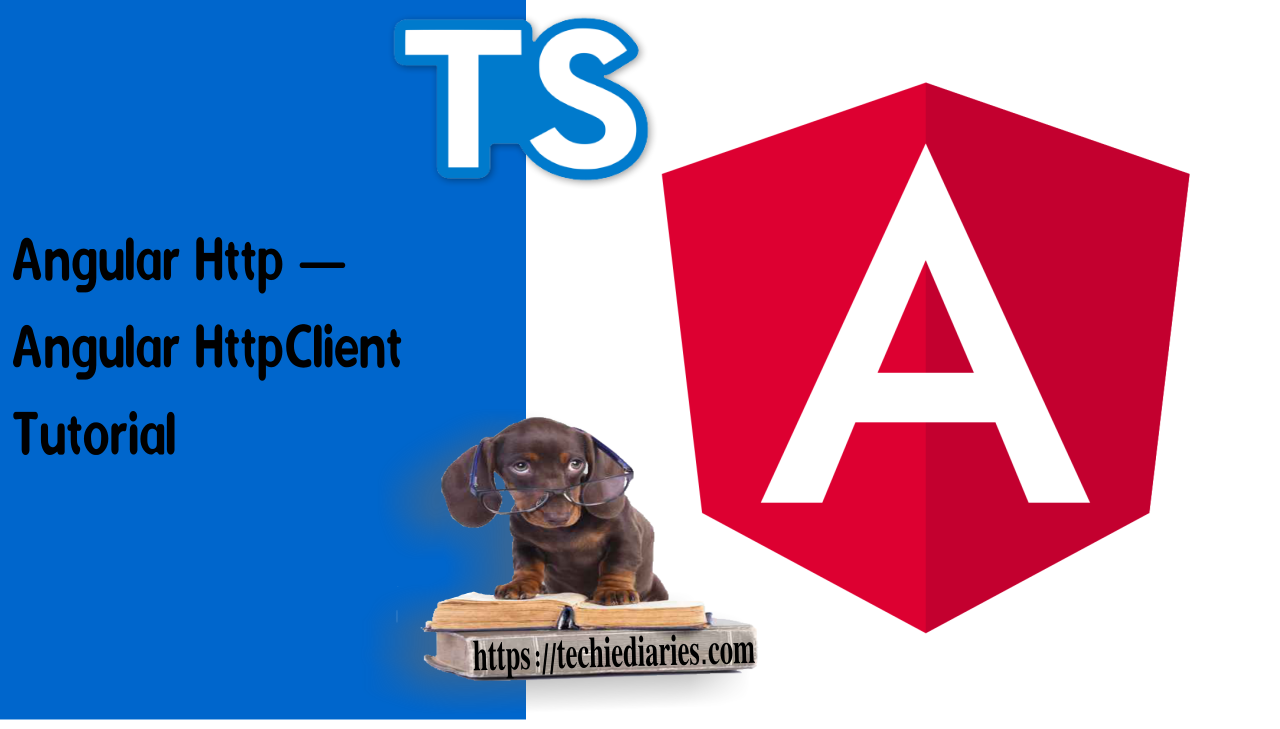 TS
Angular Http —
Angular HttpClient
Tutorial
A
https://techiediaries.com